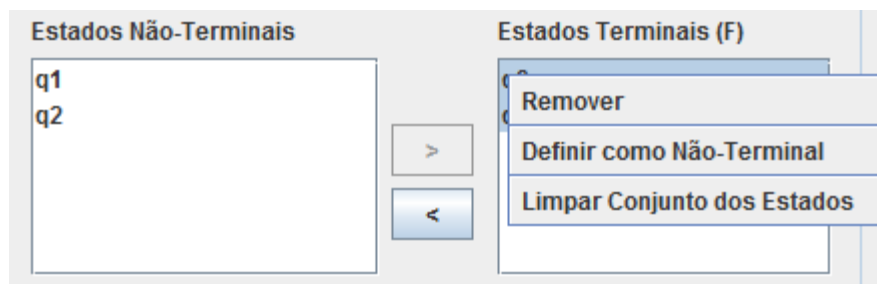 Estados Não-Terminais
Estados Terminais (F)
q1
q2
>
<
Remover
Definir como Não-Terminal
Limpar Conjunto dos Estados